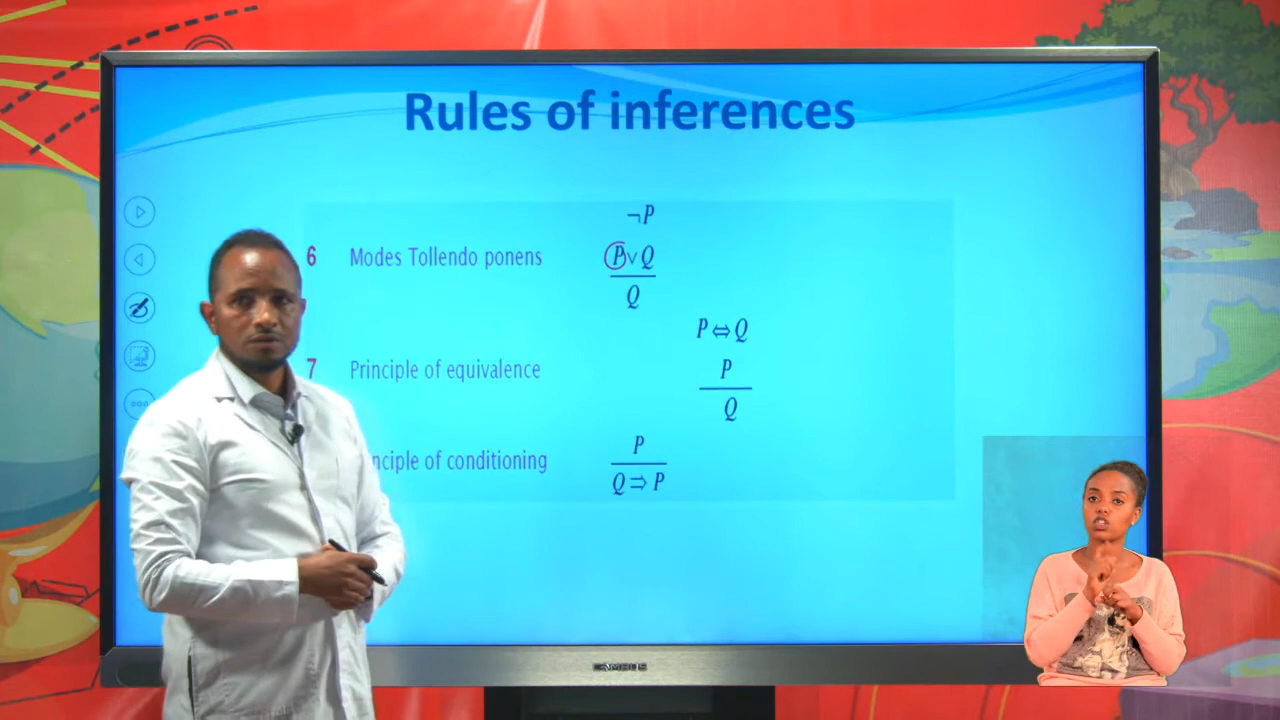 Rules of inferences
¬P
6 Modes Tollendo ponens P∨Q
Q
P⇔Q
7 Principle of equivalence P
Q
P
nciple of conditioning
Q⇒P